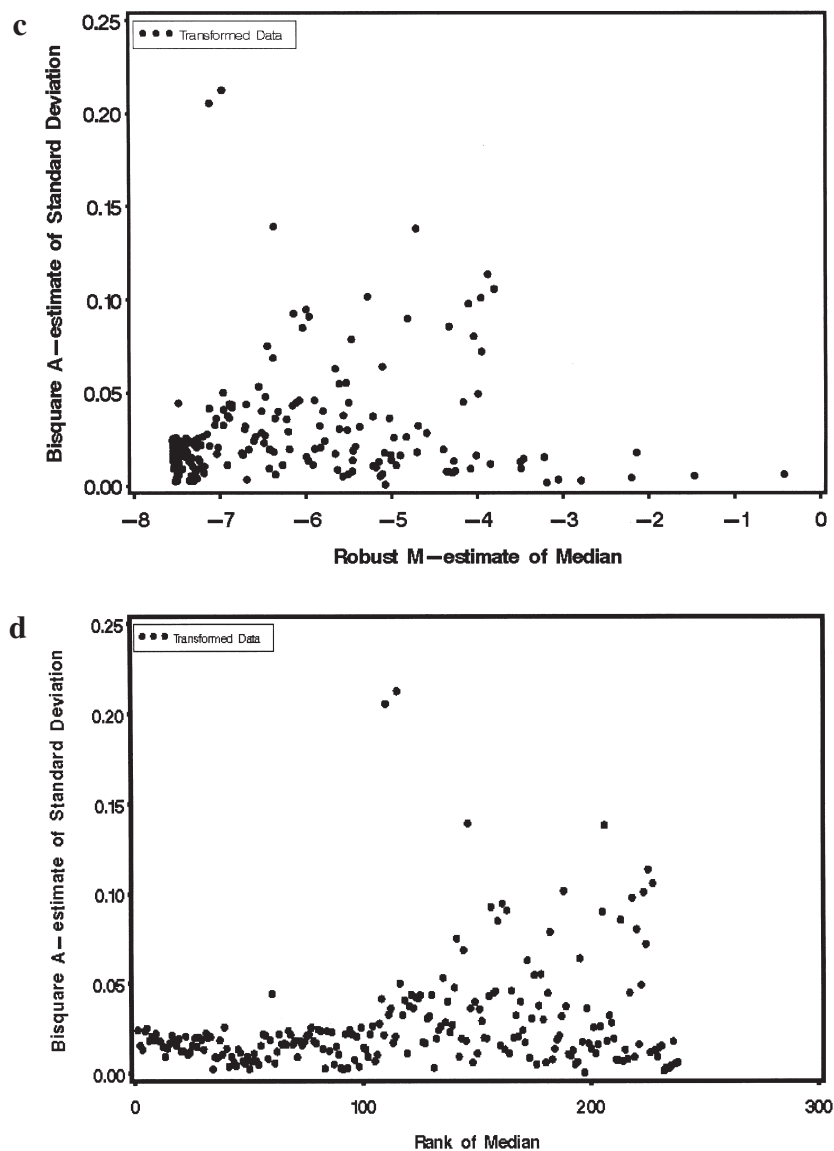 c
0.25
Transformed Data
0.20
0.15
0.10
0.05
0.00
Bisquare A—estimate of Standard Deviation
−8 −7 −6 −5 −4 −3 −2 −1 0
Robust M—estimate of Median
d
0.25
Transformed Data
0.20
0.15
0.10
0.05
0.00
Bisquare A—estimate of Standard Deviation
0 100 200 300
Rank of Median